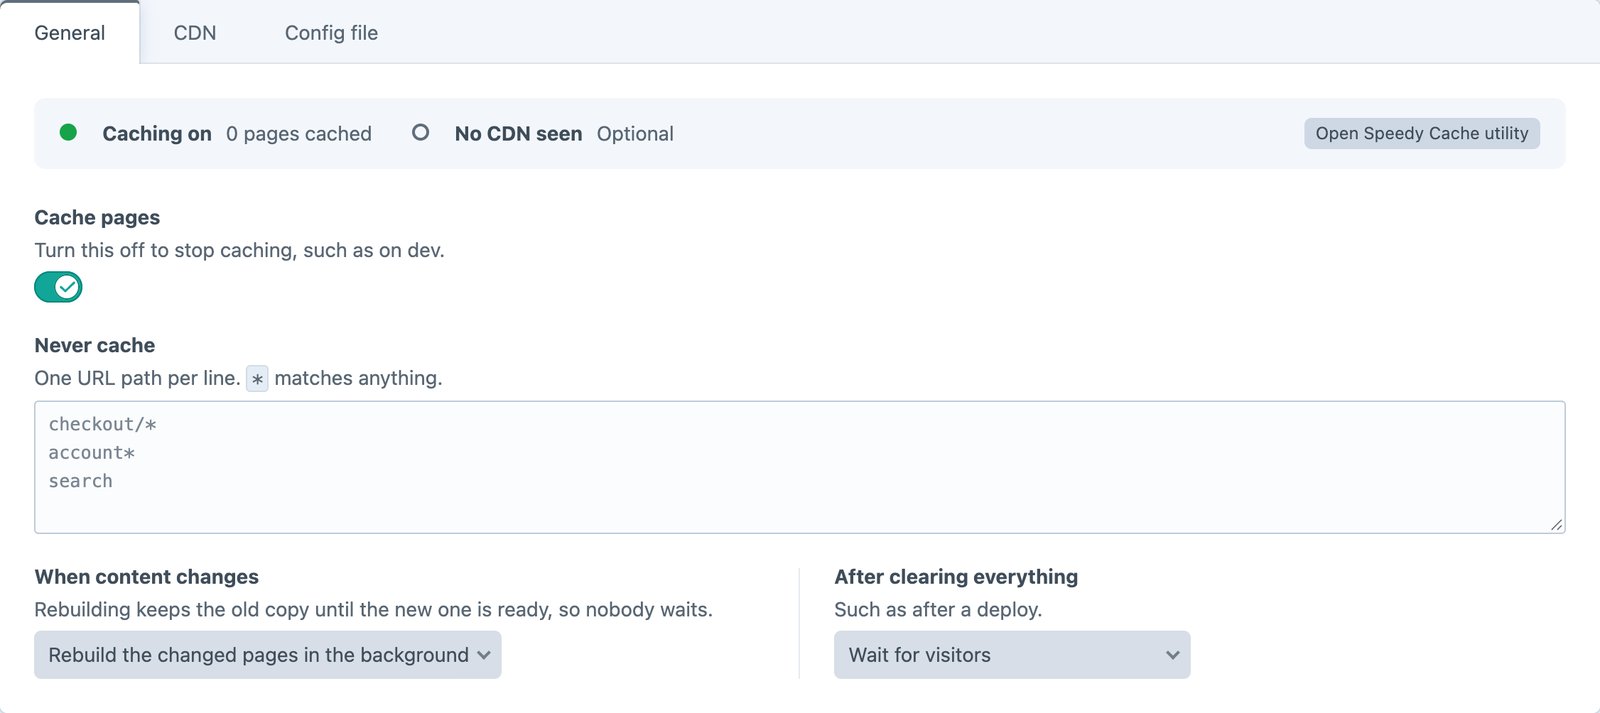 General CDN Config file
Caching on 0 pages cached No CDN seen Optional Open Speedy Cache utility
Cache pages
Turn this off to stop caching, such as on dev.
Never cache
One URL path per line. * matches anything.
checkout/*
account*
search
When content changes
Rebuilding keeps the old copy until the new one is ready, so nobody waits.
Rebuild the changed pages in the background
After clearing everything
Such as after a deploy.
Wait for visitors